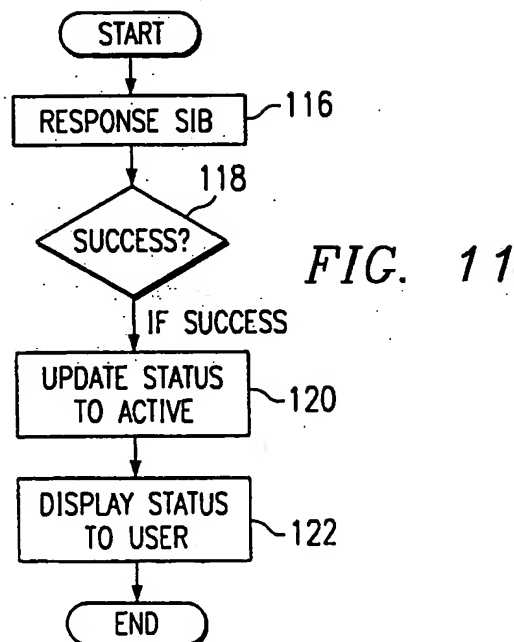 START
RESPONSE SIB
116
118
SUCCESS?
FIG. 11
IF SUCCESS
UPDATE STATUS
TO ACTIVE
120
DISPLAY STATUS
TO USER
122
END